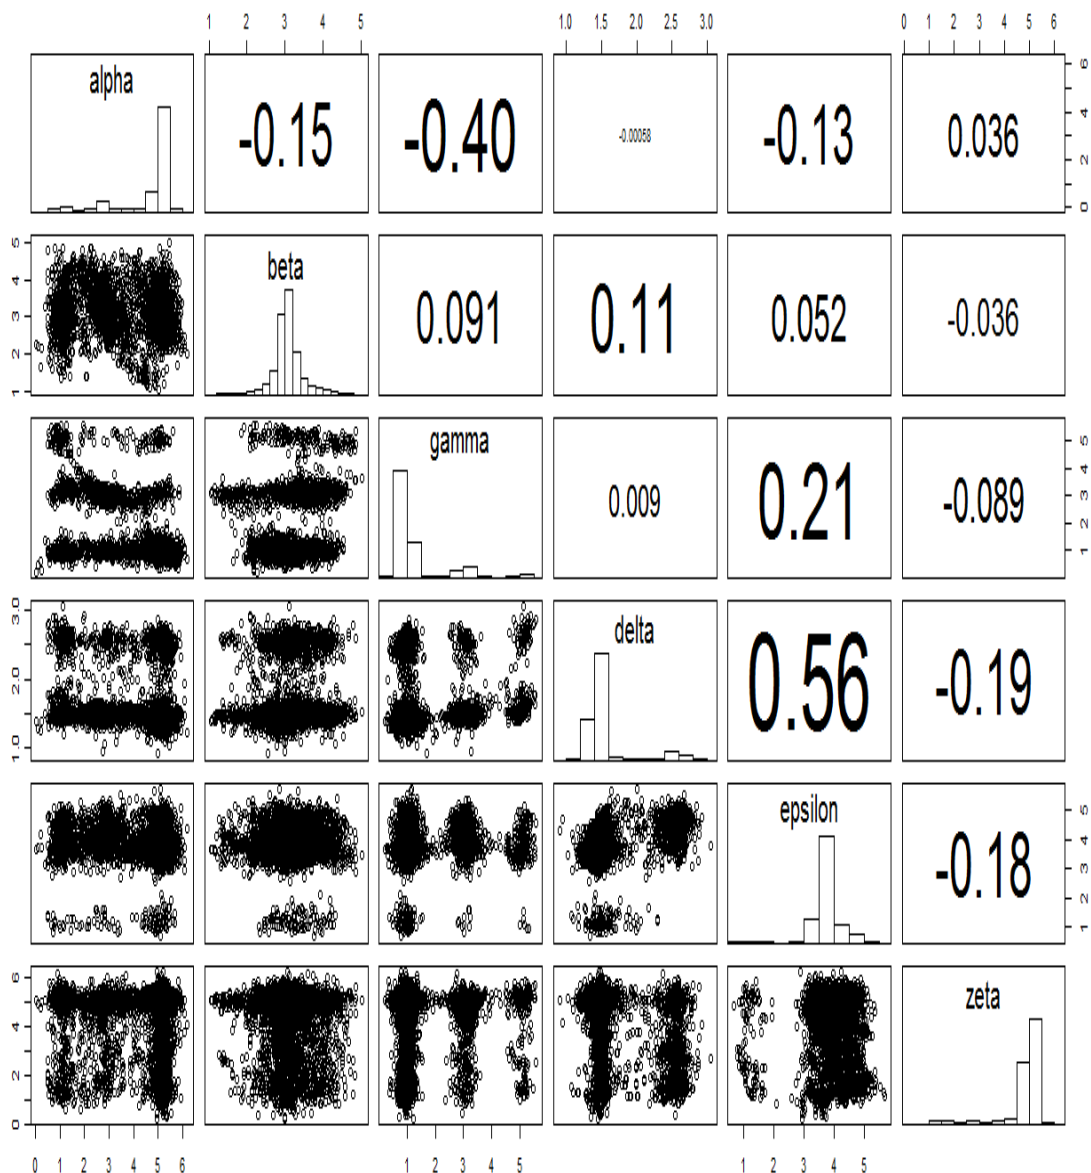 1 2 3 4 5
1.0 1.5 2.0 2.5 3.0
0 1 2 3 4 5 6
alpha
-0.15
-0.40
-0.00058
-0.13
0.036
0 2 4 6
1 2 3 4 5
beta
0.091
0.11
0.052
-0.036
gamma
0.009
0.21
-0.089
1 2 3 4 5
1.0 2.0 3.0
delta
0.56
-0.19
epsilon
-0.18
1 2 3 4 5
0 2 4 6
zeta
0 1 2 3 4 5 6
1 2 3 4 5
1 2 3 4 5